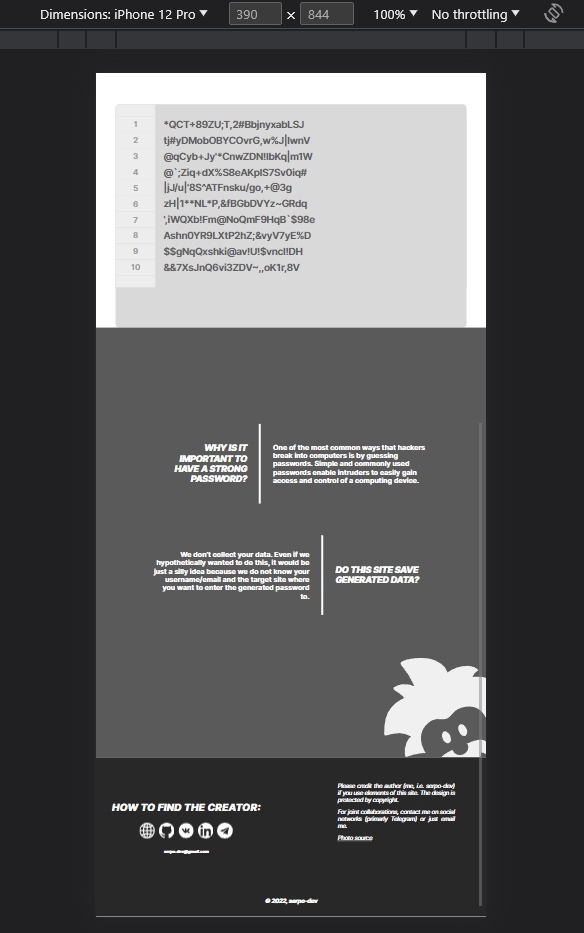 Dimensions: iPhone 12 Pro ▼ 390 × 844 100% ▼ No throttling ▼
1 *QCT+89ZU;T,2#BbjnyxabLSJ
2 tj#yDMobOBYCOvrG,w%J|IwnV
3 @qCyb+Jy'*CnwZDN!IbKq|m1W
4 @`;Ziq+dX%S8eAKpIS7Sv0iq#
5 |jJ/u|'8S^ATFnsku/go,+@3g
6 zH|1**NL*P,&fBGbDVYz~GRdq
7 ',iWQXb!Fm@NoQmF9HqB`$98e
8 Ashn0YR9LXtP2hZ;&vyV7yE%D
9 $$gNqQxshki@av!U!$vncI!DH
10 &&7XsJnQ6vi3ZDV~,,oK1r,8V
WHY IS IT
IMPORTANT TO
HAVE A STRONG
PASSWORD?
One of the most common ways that hackers
break into computers is by guessing
passwords. Simple and commonly used
passwords enable intruders to easily gain
access and control of a computing device.
We don't collect your data. Even if we
hypothetically wanted to do this, it would be
just a silly idea because we do not know your
username/email and the target site where
you want to enter the generated password
to.
DO THIS SITE SAVE
GENERATED DATA?
HOW TO FIND THE CREATOR:
in
serpo.dev@gmail.com
Please credit the author (me, i.e. serpo-dev)
if you use elements of this site. The design is
protected by copyright.
For joint collaborations, contact me on social
networks (primarly Telegram) or just email
me.
Photo source
© 2022, serpo-dev